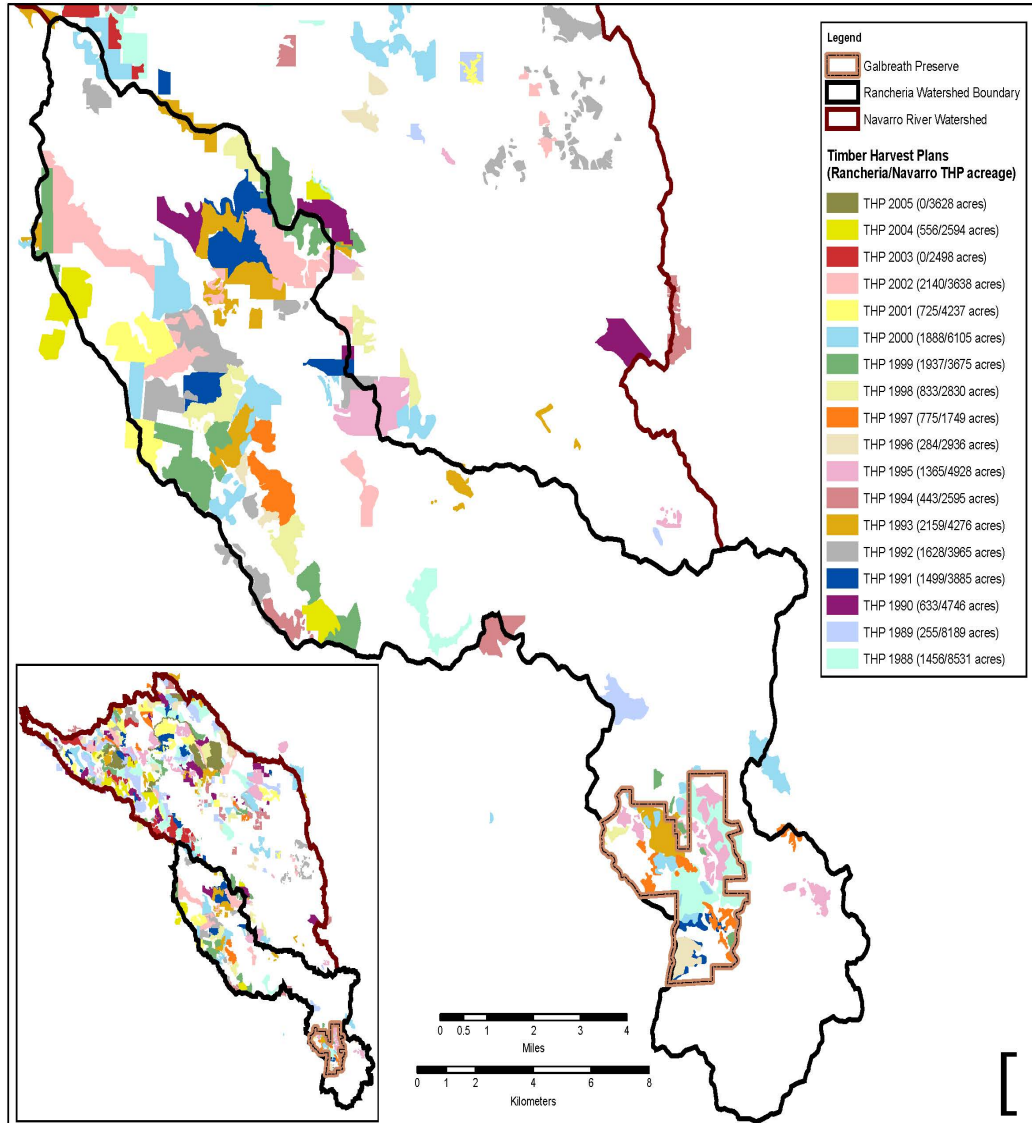 Legend
Galbreath Preserve
Rancheria Watershed Boundary
Navarro River Watershed
Timber Harvest Plans
(Rancheria/Navarro THP acreage)
THP 2005 (0/3628 acres)
THP 2004 (556/2594 acres)
THP 2003 (0/2498 acres)
THP 2002 (2140/3638 acres)
THP 2001 (725/4237 acres)
THP 2000 (1888/6105 acres)
THP 1999 (1937/3675 acres)
THP 1998 (833/2830 acres)
THP 1997 (775/1749 acres)
THP 1996 (284/2936 acres)
THP 1995 (1365/4928 acres)
THP 1994 (443/2595 acres)
THP 1993 (2159/4276 acres)
THP 1992 (1628/3965 acres)
THP 1991 (1499/3885 acres)
THP 1990 (633/4746 acres)
THP 1989 (255/8189 acres)
THP 1988 (1456/8531 acres)
0 0.5 1 2 3 4
Miles
0 1 2 4 6 8
Kilometers